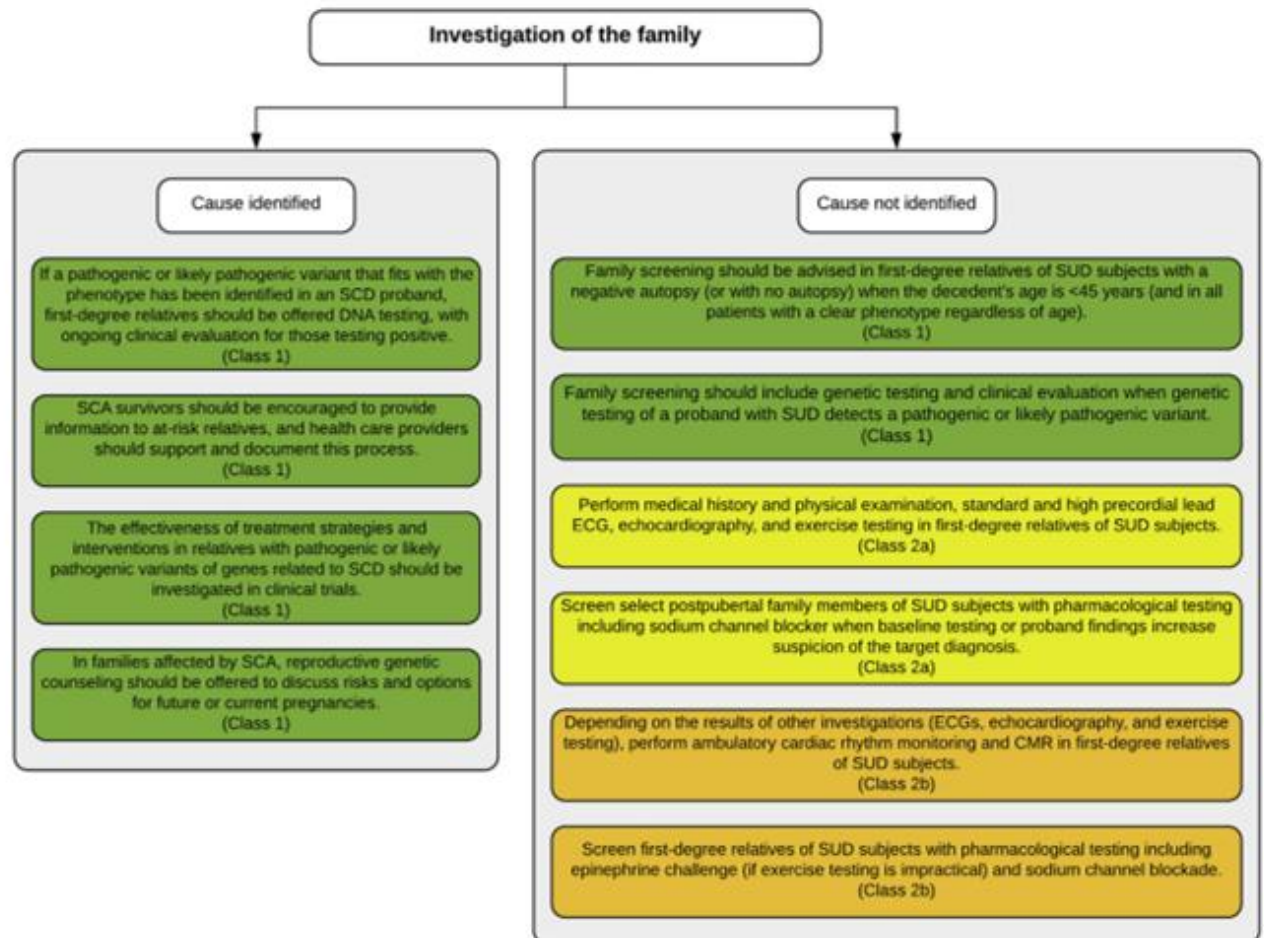 Investigation of the family
Cause identified
If a pathogenic or likely pathogenic variant that fits with the
phenotype has been identified in an SCD proband,
first-degree relatives should be offered DNA testing, with
ongoing clinical evaluation for those testing positive.
(Class 1)
SCA survivors should be encouraged to provide
information to at-risk relatives, and health care providers
should support and document this process.
(Class 1)
The effectiveness of treatment strategies and
interventions in relatives with pathogenic or likely
pathogenic variants of genes related to SCD should be
investigated in clinical trials.
(Class 1)
In families affected by SCA, reproductive genetic
counseling should be offered to discuss risks and options
for future or current pregnancies.
(Class 1)
Cause not identified
Family screening should be advised in first-degree relatives of SUD subjects with a
negative autopsy (or with no autopsy) when the decedent's age is <45 years (and in all
patients with a clear phenotype regardless of age).
(Class 1)
Family screening should include genetic testing and clinical evaluation when genetic
testing of a proband with SUD detects a pathogenic or likely pathogenic variant.
(Class 1)
Perform medical history and physical examination, standard and high precordial lead
ECG, echocardiography, and exercise testing in first-degree relatives of SUD subjects.
(Class 2a)
Screen select postpubertal family members of SUD subjects with pharmacological testing
including sodium channel blocker when baseline testing or proband findings increase
suspicion of the target diagnosis.
(Class 2a)
Depending on the results of other investigations (ECGs, echocardiography, and exercise
testing), perform ambulatory cardiac rhythm monitoring and CMR in first-degree relatives
of SUD subjects.
(Class 2b)
Screen first-degree relatives of SUD subjects with pharmacological testing including
epinephrine challenge (if exercise testing is impractical) and sodium channel blockade.
(Class 2b)